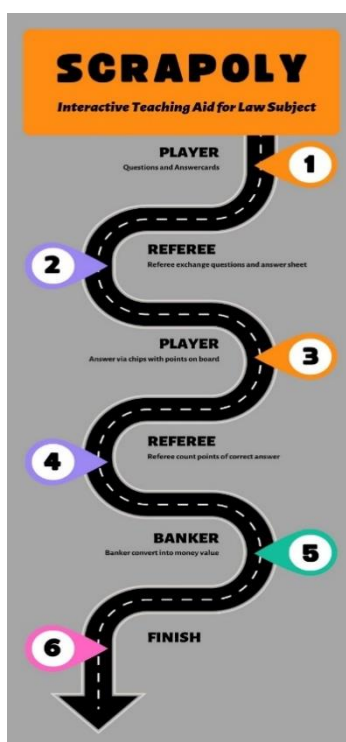 SCRAPOLY
Interactive Teaching Aid for Law Subject
PLAYER
Questions and Answercards
1
REFEREE
Referee exchange questions and answer sheet
2
PLAYER
Answer via chips with points on board
3
REFEREE
Referee count points of correct answer
4
BANKER
Banker convert into money value
5
FINISH
6